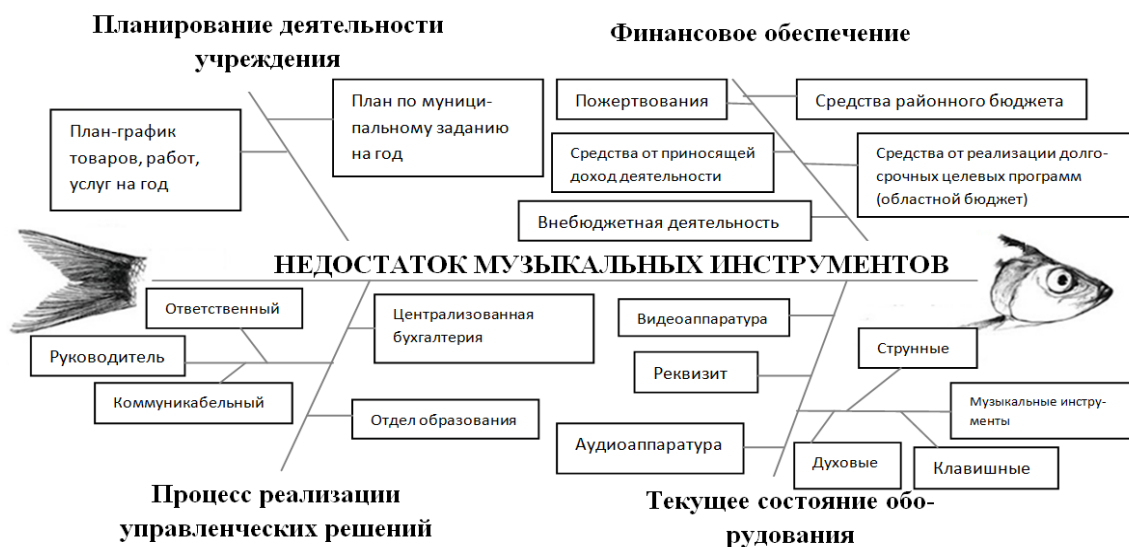 Планирование деятельности
учреждения
Финансовое обеспечение
План-график
товаров, работ,
услуг на год
План по муници-
пальному заданию
на год
Пожертвования
Средства районного бюджета
Средства от приносящей
доход деятельности
Средства от реализации долго-
срочных целевых программ
(областной бюджет)
Внебюджетная деятельность
НЕДОСТАТОК МУЗЫКАЛЬНЫХ ИНСТРУМЕНТОВ
Ответственный
Руководитель
Коммуникабельный
Централизованная
бухгалтерия
Отдел образования
Видеоаппаратура
Реквизит
Аудиоаппаратура
Струнные
Музыкальные инстру-
менты
Духовые
Клавишные
Процесс реализации
управленческих решений
Текущее состояние обо-
рудования